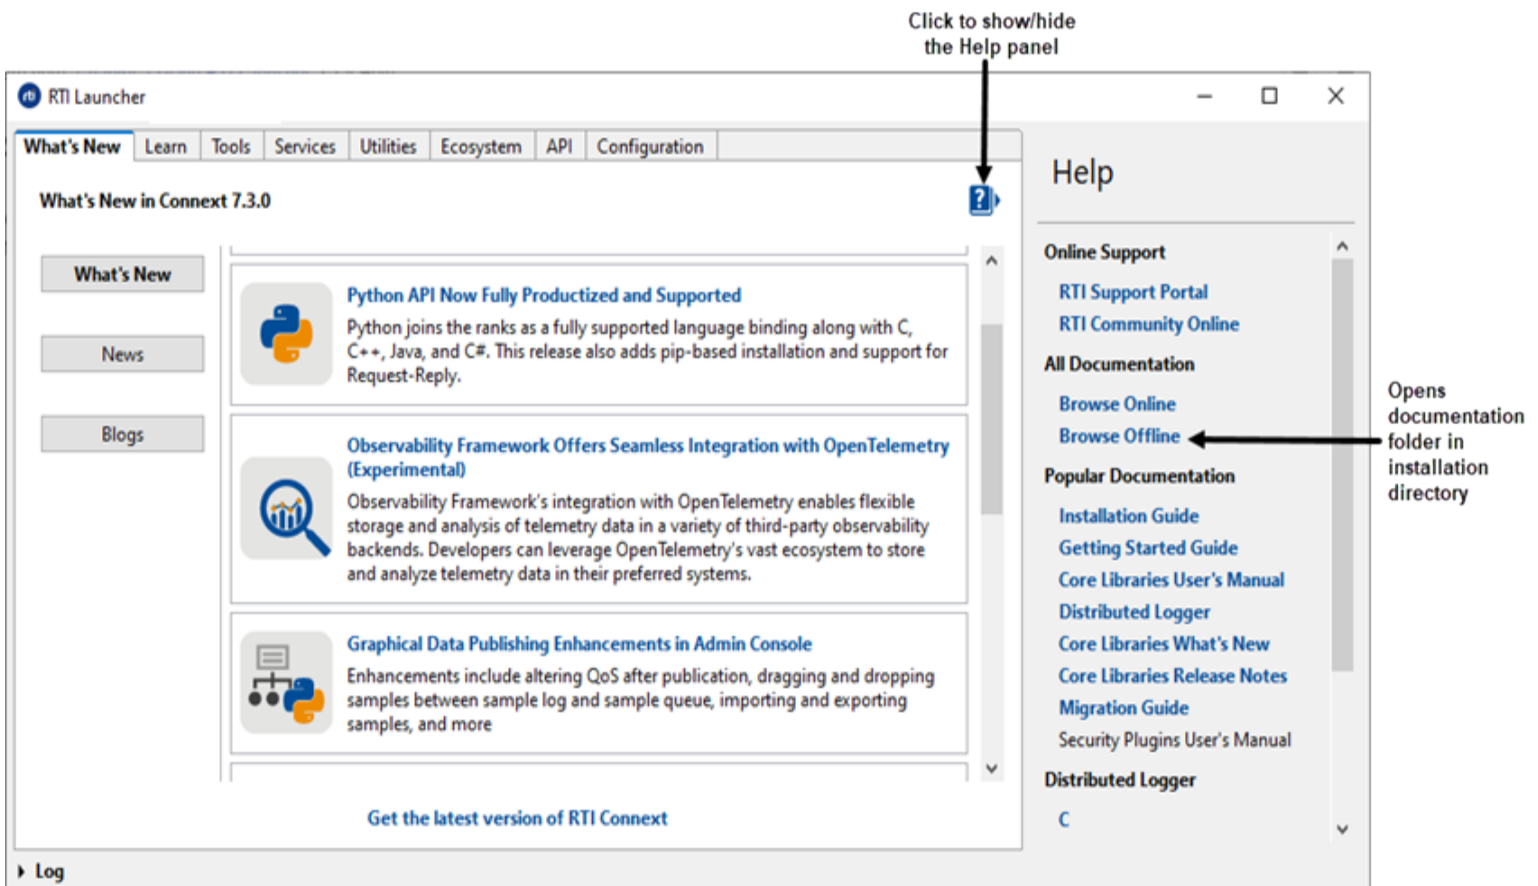 Click to show/hide
the Help panel
rti RTI Launcher
What's New Learn Tools Services Utilities Ecosystem API Configuration
What's New in Connext 7.3.0
?
What's New
News
Blogs
Python API Now Fully Productized and Supported
Python joins the ranks as a fully supported language binding along with C,
C++, Java, and C#. This release also adds pip-based installation and support for
Request-Reply.
Observability Framework Offers Seamless Integration with OpenTelemetry
(Experimental)
Observability Framework's integration with OpenTelemetry enables flexible
storage and analysis of telemetry data in a variety of third-party observability
backends. Developers can leverage OpenTelemetry's vast ecosystem to store
and analyze telemetry data in their preferred systems.
Graphical Data Publishing Enhancements in Admin Console
Enhancements include altering QoS after publication, dragging and dropping
samples between sample log and sample queue, importing and exporting
samples, and more
Get the latest version of RTI Connext
Log
Help
Online Support
RTI Support Portal
RTI Community Online
All Documentation
Browse Online
Browse Offline
Popular Documentation
Installation Guide
Getting Started Guide
Core Libraries User's Manual
Distributed Logger
Core Libraries What's New
Core Libraries Release Notes
Migration Guide
Security Plugins User's Manual
Distributed Logger
C
Opens
documentation
folder in
installation
directory